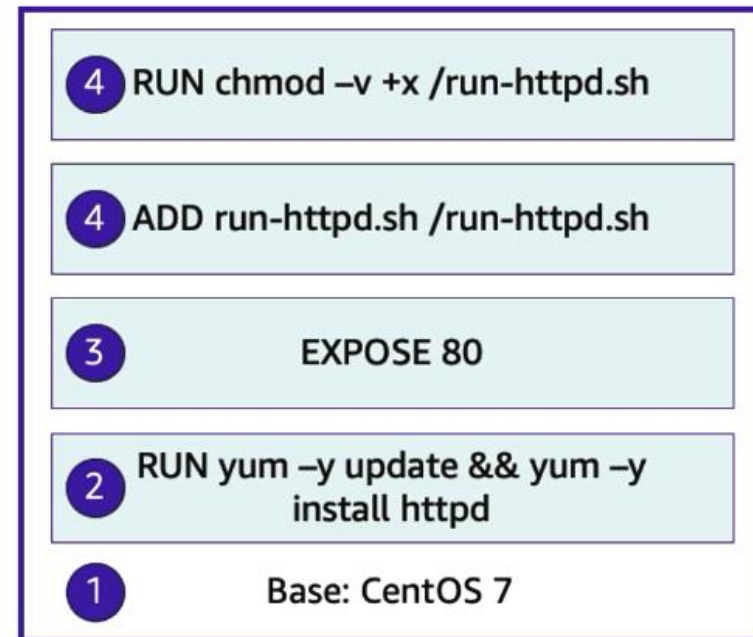 4 RUN chmod –v +x /run-httpd.sh
4 ADD run-httpd.sh /run-httpd.sh
3 EXPOSE 80
2 RUN yum –y update && yum –y
install httpd
1 Base: CentOS 7